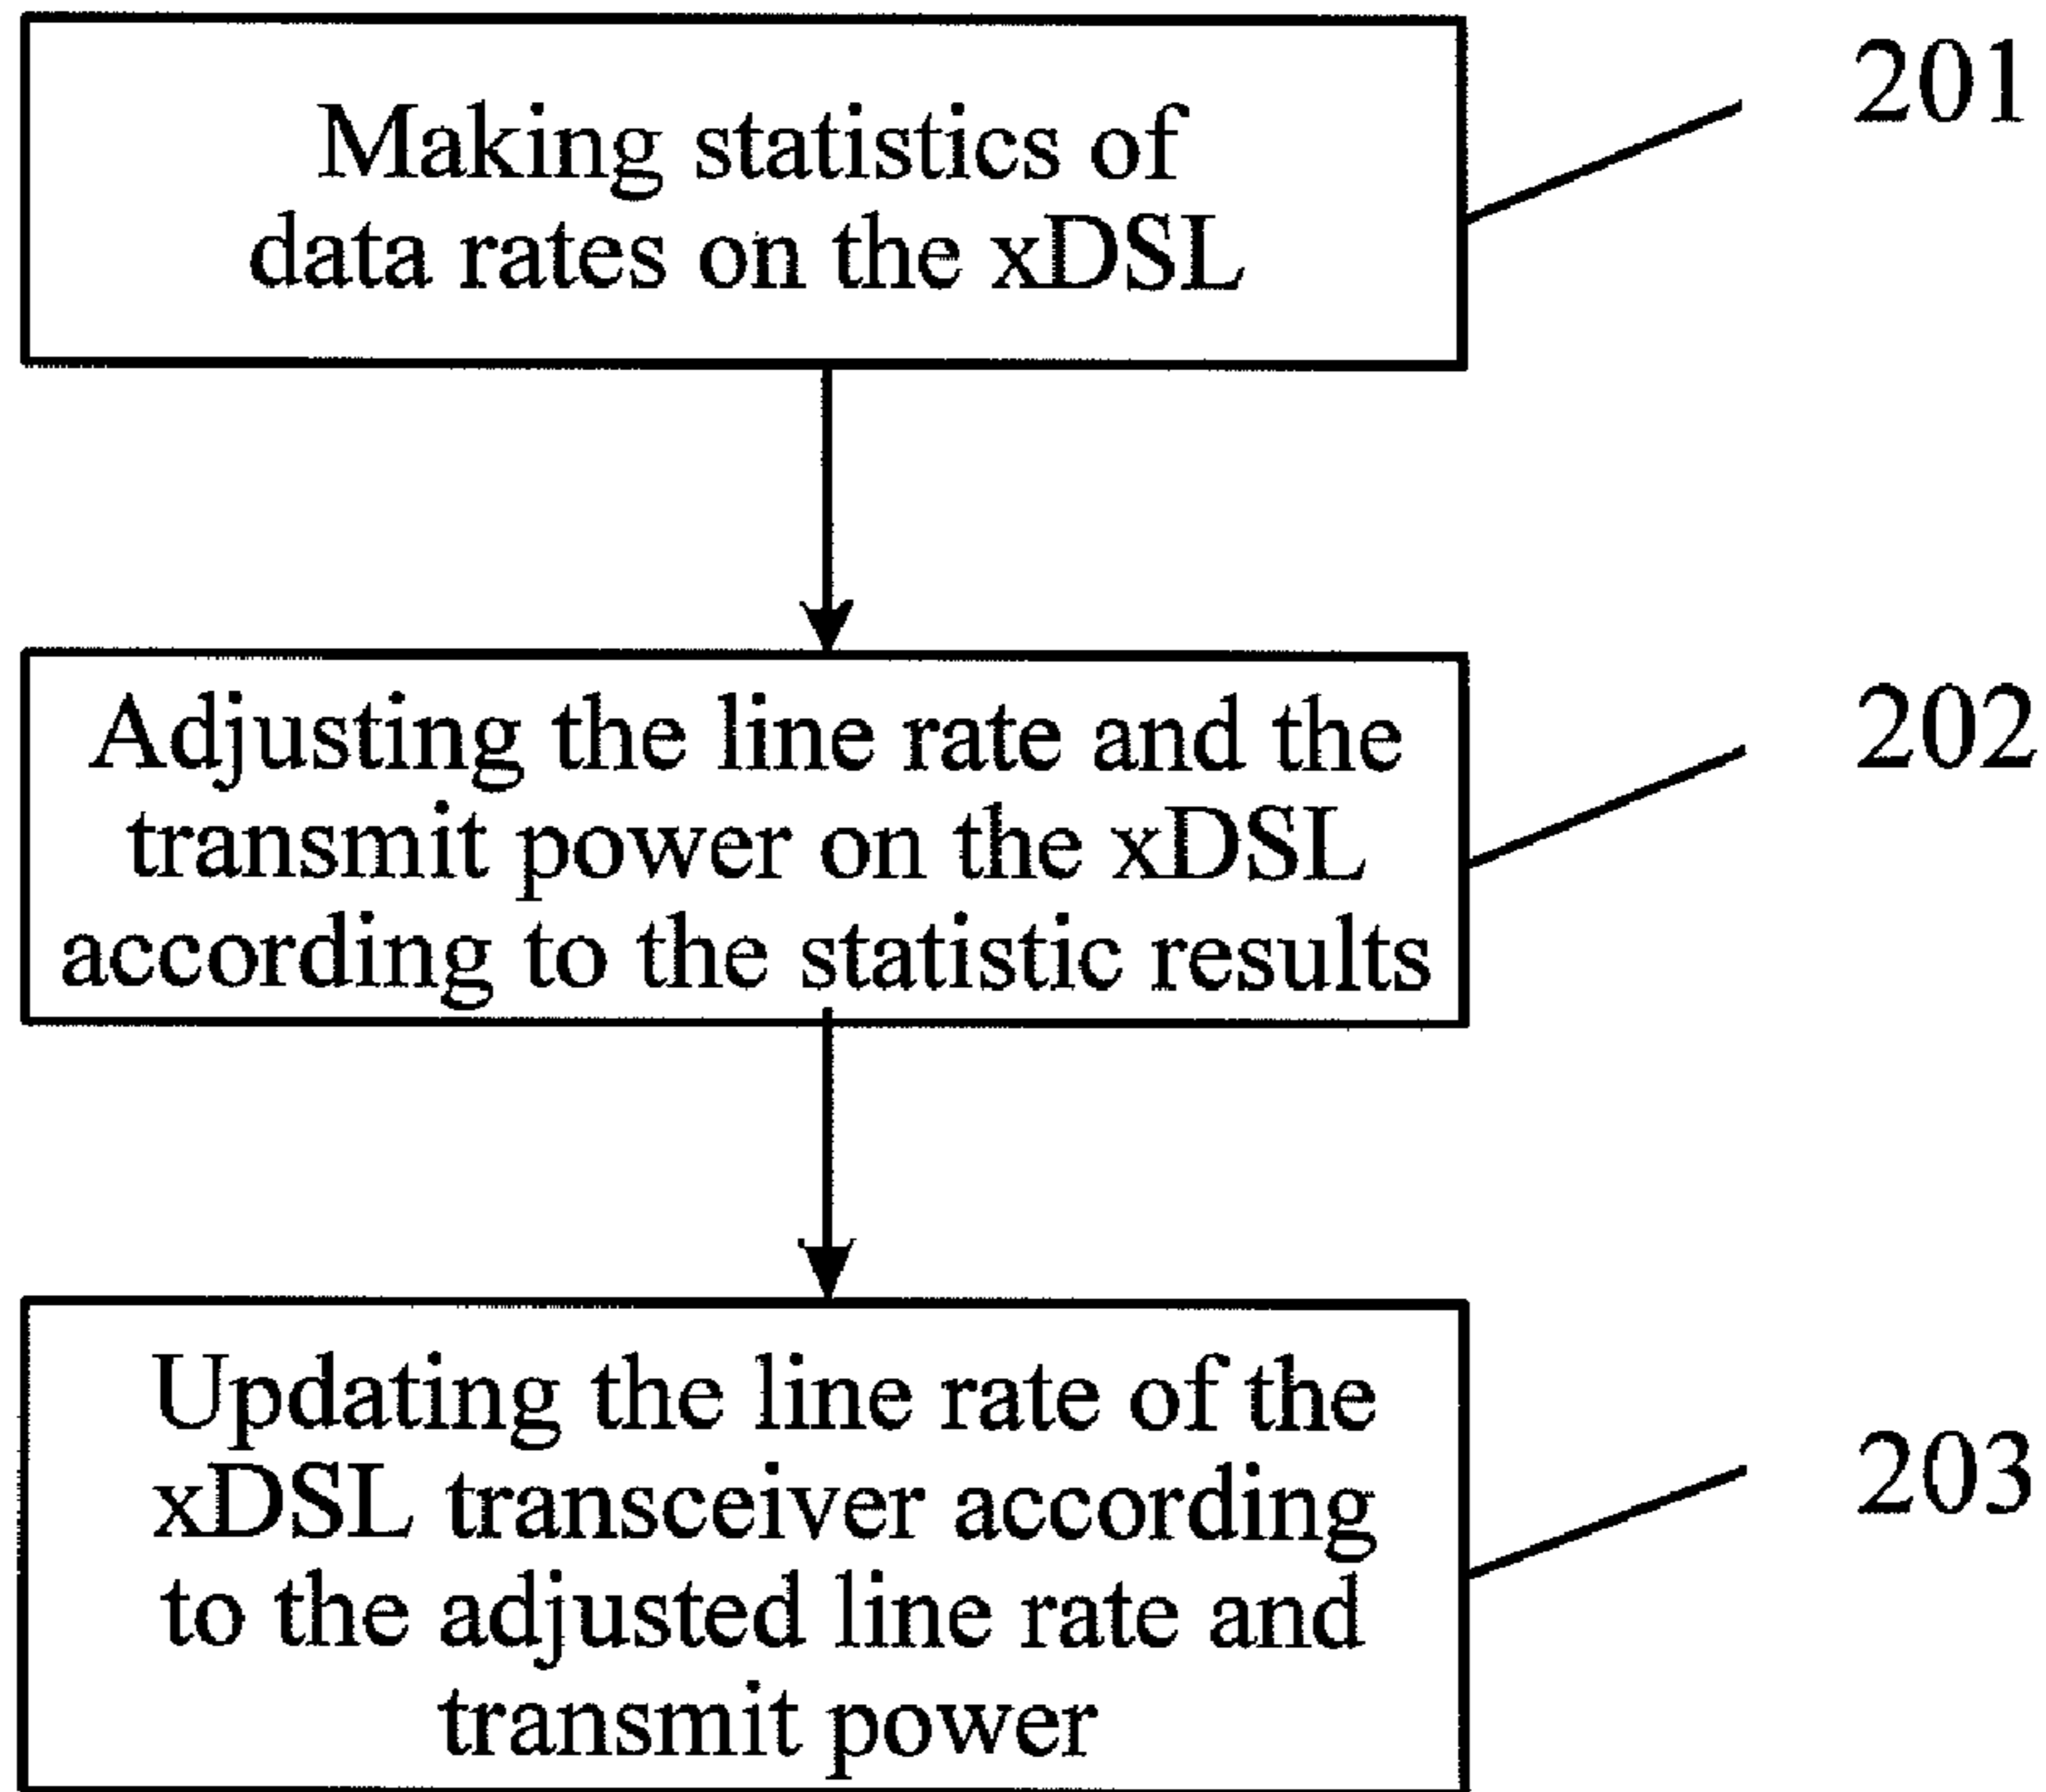 Making statistics of
data rates on the xDSL
201
Adjusting the line rate and the
transmit power on the xDSL
according to the statistic results
202
Updating the line rate of the
xDSL transceiver according
to the adjusted line rate and
transmit power
203